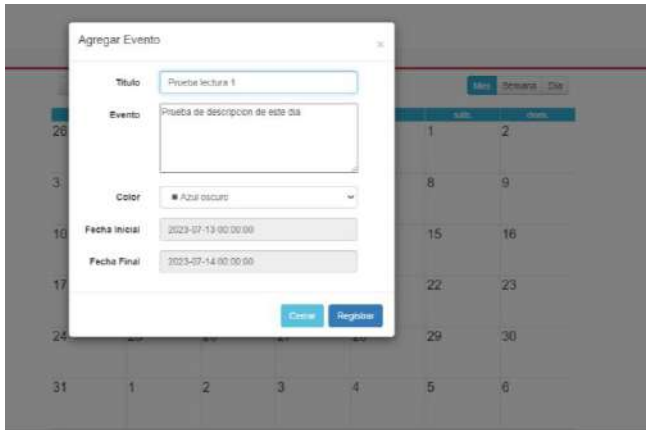 Agregar Evento ×
Titulo Prueba lectura 1
Mes Semana Dia
Evento Prueba de descripcion de este dia
sáb. dom.
26 1 2
3 8 9
Color Azul oscuro
10 Fecha Inicial 2023-07-13 00:00:00 15 16
Fecha Final 2023-07-14 00:00:00
17 22 23
Cerrar Registrar
24 29 30
31 1 2 3 4 5 6